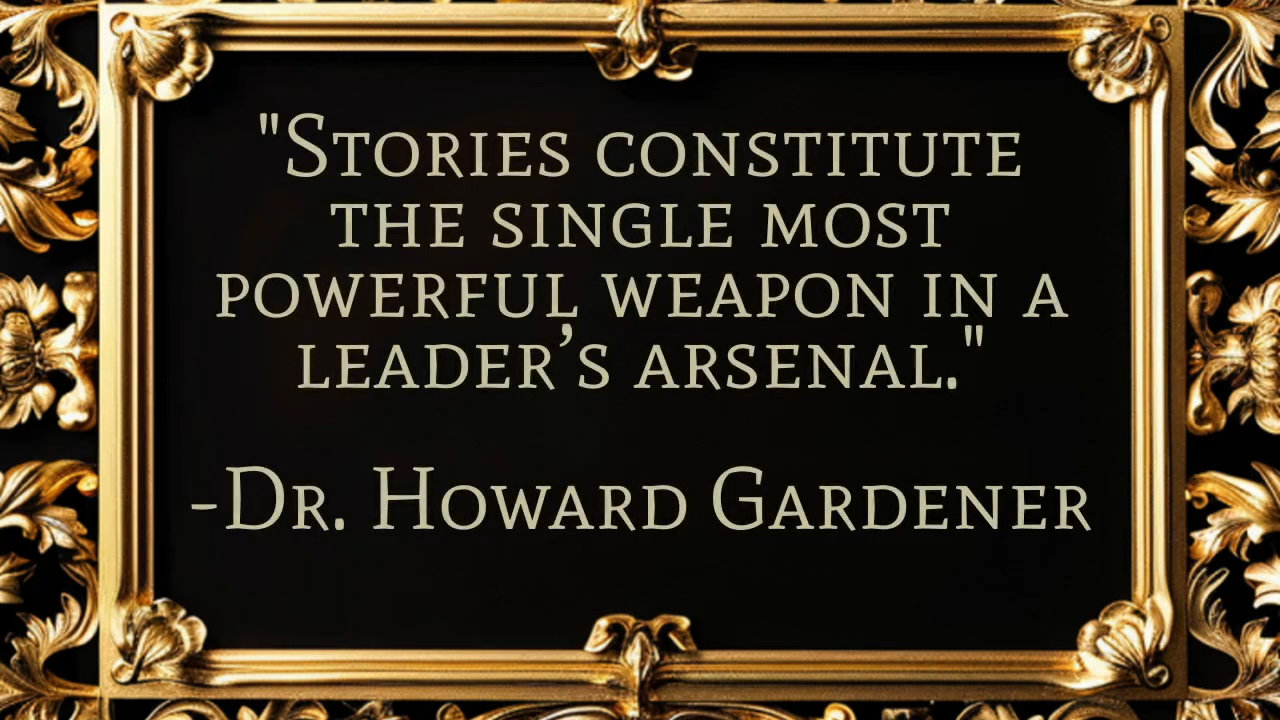 "Stories constitute
the single most
powerful weapon in a
leader’s arsenal."
-Dr. Howard Gardener